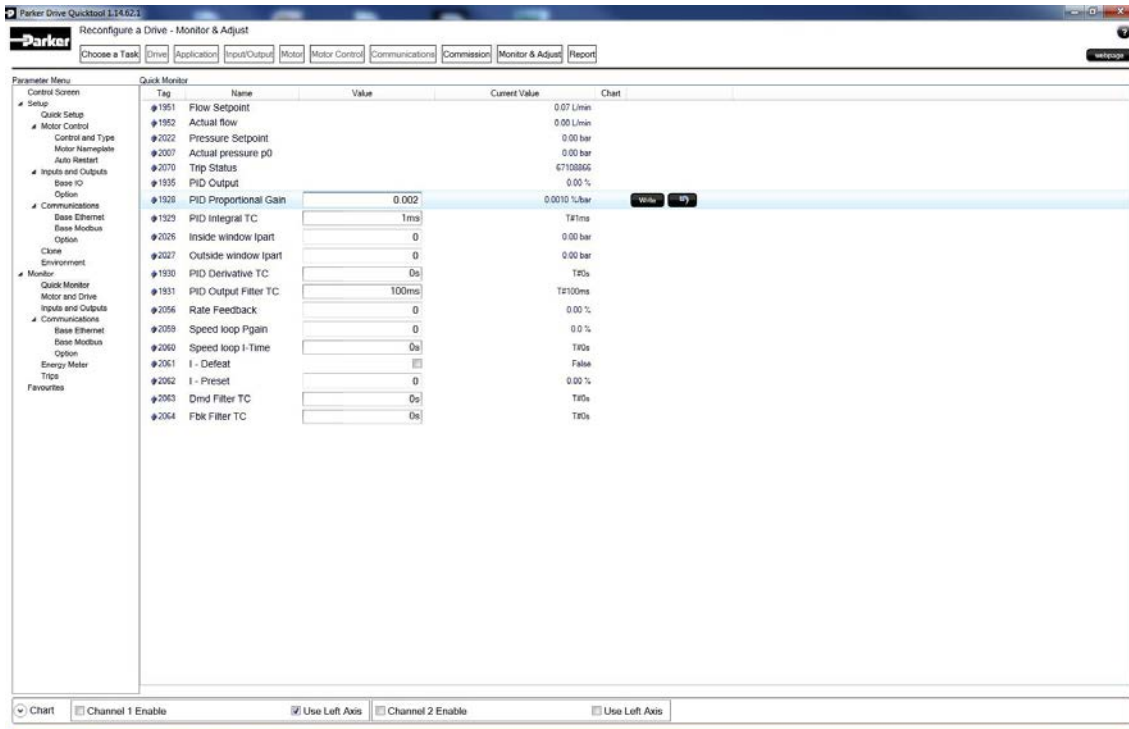 Parker Drive Quicktool 1.14.62.1
Parker
Reconfigure a Drive - Monitor & Adjust
?
Choose a Task Drive Application Input/Output Motor Motor Control Communications Commission Monitor & Adjust Report
webpage
Parameter Menu
Control Screen
Setup
Quick Setup
Motor Control
Control and Type
Motor Nameplate
Auto Restart
Inputs and Outputs
Base IO
Option
Communications
Base Ethernet
Base Modbus
Option
Clone
Environment
Monitor
Quick Monitor
Motor and Drive
Inputs and Outputs
Communications
Base Ethernet
Base Modbus
Option
Energy Meter
Trips
Favourites
Quick Monitor
Tag Name Value Current Value Chart
1951 Flow Setpoint 0.07 L/min
1952 Actual flow 0.00 L/min
2022 Pressure Setpoint 0.00 bar
2007 Actual pressure p0 0.00 bar
2070 Trip Status 67108866
1935 PID Output 0.00 %
1928 PID Proportional Gain 0.002 0.0010 %/bar Write
1929 PID Integral TC 1ms T#1ms
2026 Inside window Ipart 0 0.00 bar
2027 Outside window Ipart 0 0.00 bar
1930 PID Derivative TC 0s T#0s
1931 PID Output Filter TC 100ms T#100ms
2056 Rate Feedback 0 0.00 %
2059 Speed loop Pgain 0 0.0 %
2060 Speed loop I-Time 0s T#0s
2061 I - Defeat False
2062 I - Preset 0 0.00 %
2063 Dmd Filter TC 0s T#0s
2064 Fbk Filter TC 0s T#0s
Chart Channel 1 Enable Use Left Axis Channel 2 Enable Use Left Axis